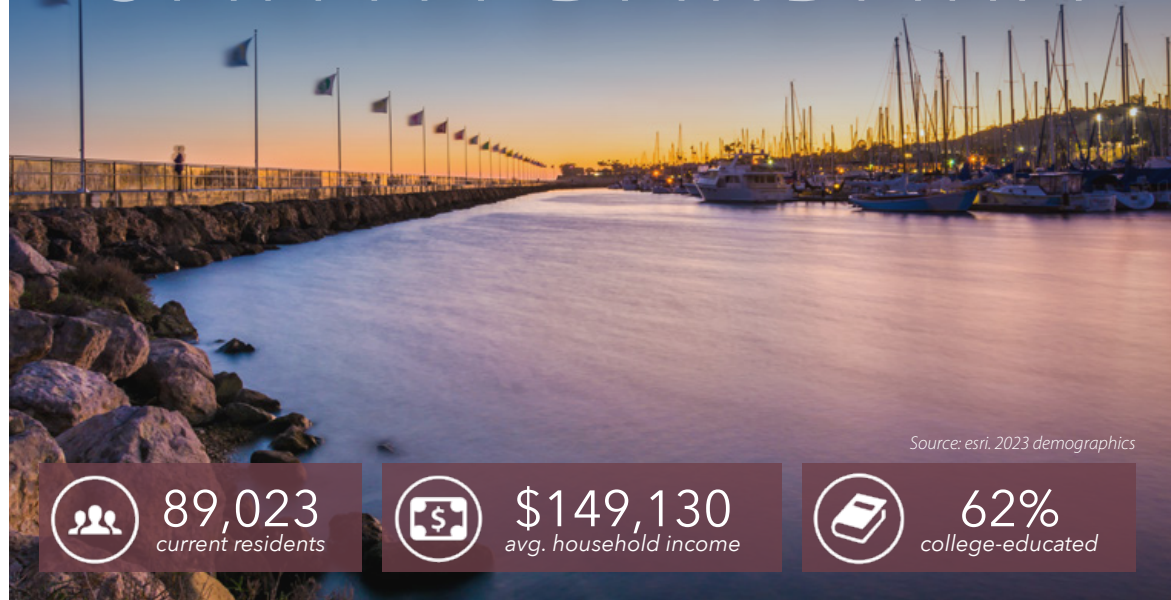 Source: esri. 2023 demographics
89,023
current residents
$149,130
avg. household income
62%
college-educated